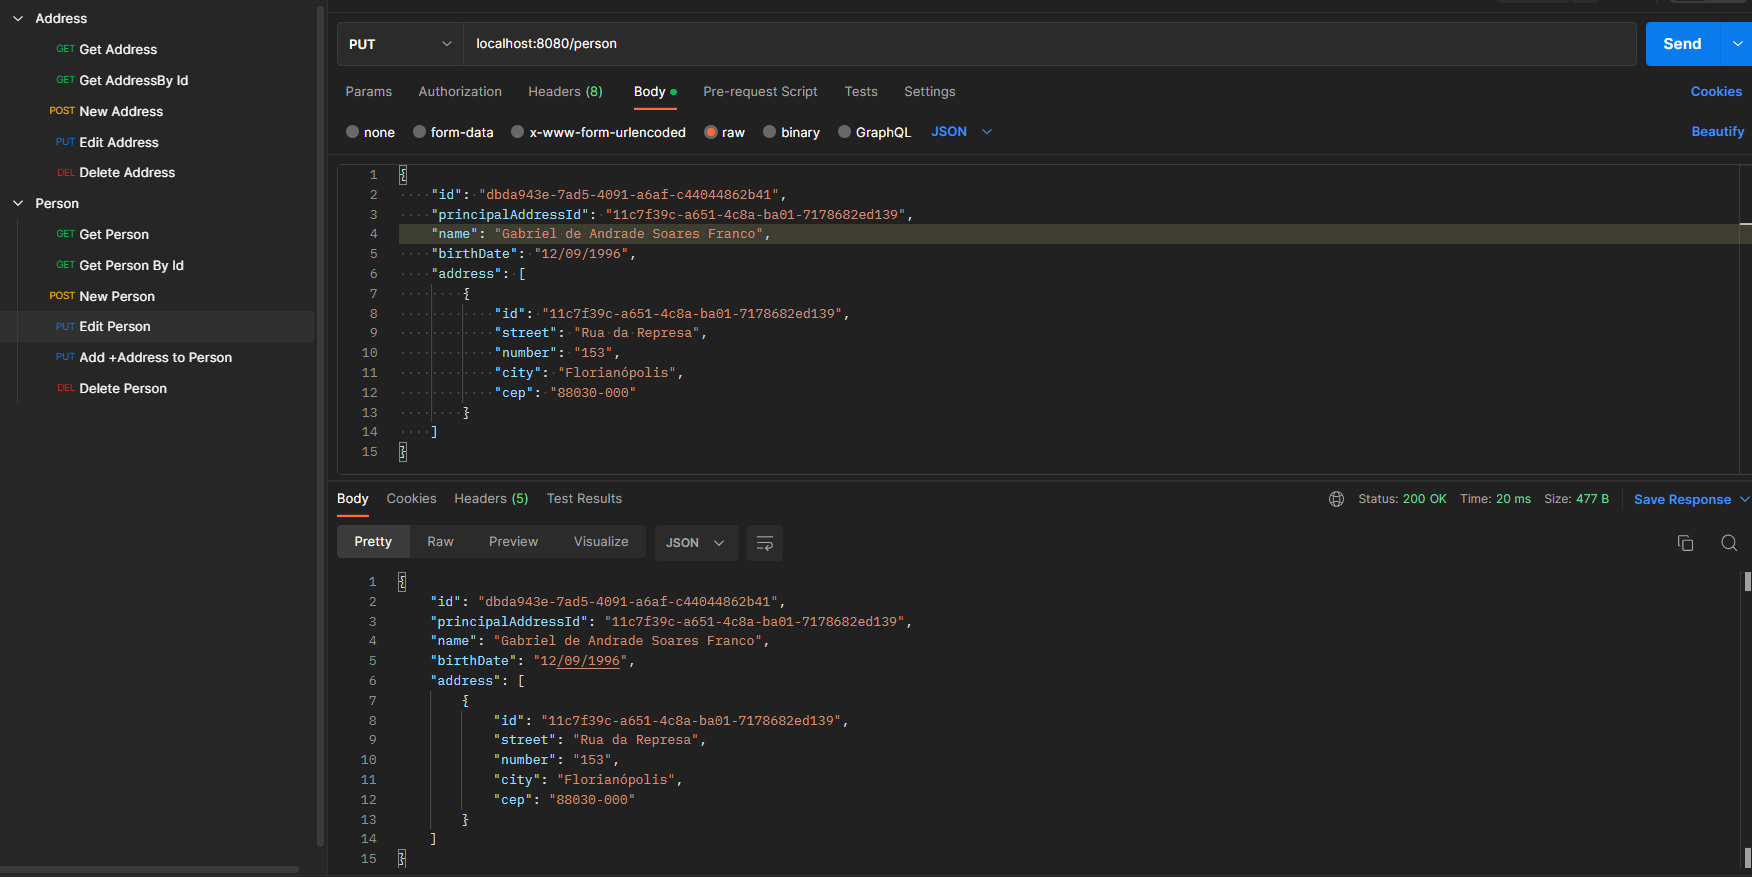 Address
GET Get Address
GET Get AddressBy Id
POST New Address
PUT Edit Address
DEL Delete Address
Person
GET Get Person
GET Get Person By Id
POST New Person
PUT Edit Person
PUT Add +Address to Person
DEL Delete Person
PUT localhost:8080/person Send
Params Authorization Headers (8) Body Pre-request Script Tests Settings Cookies
none form-data x-www-form-urlencoded raw binary GraphQL JSON Beautify
1 {
2 "id": "dbda943e-7ad5-4091-a6af-c44044862b41",
3 "principalAddressId": "11c7f39c-a651-4c8a-ba01-7178682ed139",
4 "name": "Gabriel de Andrade Soares Franco",
5 "birthDate": "12/09/1996",
6 "address": [
7 {
8 "id": "11c7f39c-a651-4c8a-ba01-7178682ed139",
9 "street": "Rua da Represa",
10 "number": "153",
11 "city": "Florianópolis",
12 "cep": "88030-000"
13 }
14 ]
15 }
Body Cookies Headers (5) Test Results Status: 200 OK Time: 20 ms Size: 477 B Save Response
Pretty Raw Preview Visualize JSON
1 {
2 "id": "dbda943e-7ad5-4091-a6af-c44044862b41",
3 "principalAddressId": "11c7f39c-a651-4c8a-ba01-7178682ed139",
4 "name": "Gabriel de Andrade Soares Franco",
5 "birthDate": "12/09/1996",
6 "address": [
7 {
8 "id": "11c7f39c-a651-4c8a-ba01-7178682ed139",
9 "street": "Rua da Represa",
10 "number": "153",
11 "city": "Florianópolis",
12 "cep": "88030-000"
13 }
14 ]
15 }